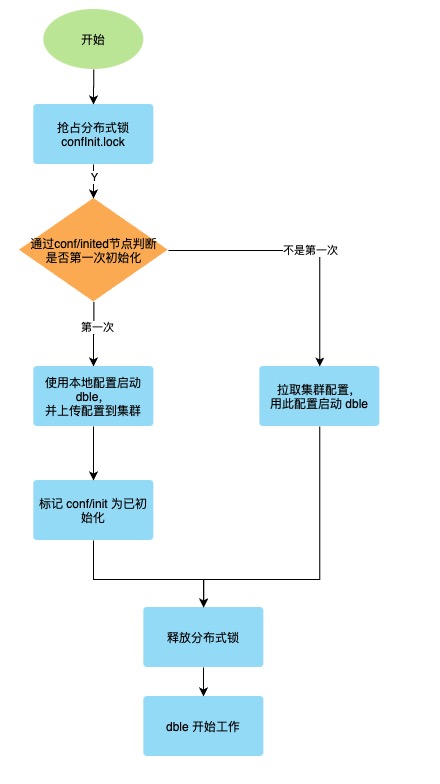 开始
抢占分布式锁
confInit.lock
Y
通过conf/inited节点判断
是否第一次初始化
不是第一次
第一次
使用本地配置启动
dble，
并上传配置到集群
拉取集群配置，
用此配置启动 dble
标记 conf/init 为已初
始化
释放分布式锁
dble 开始工作